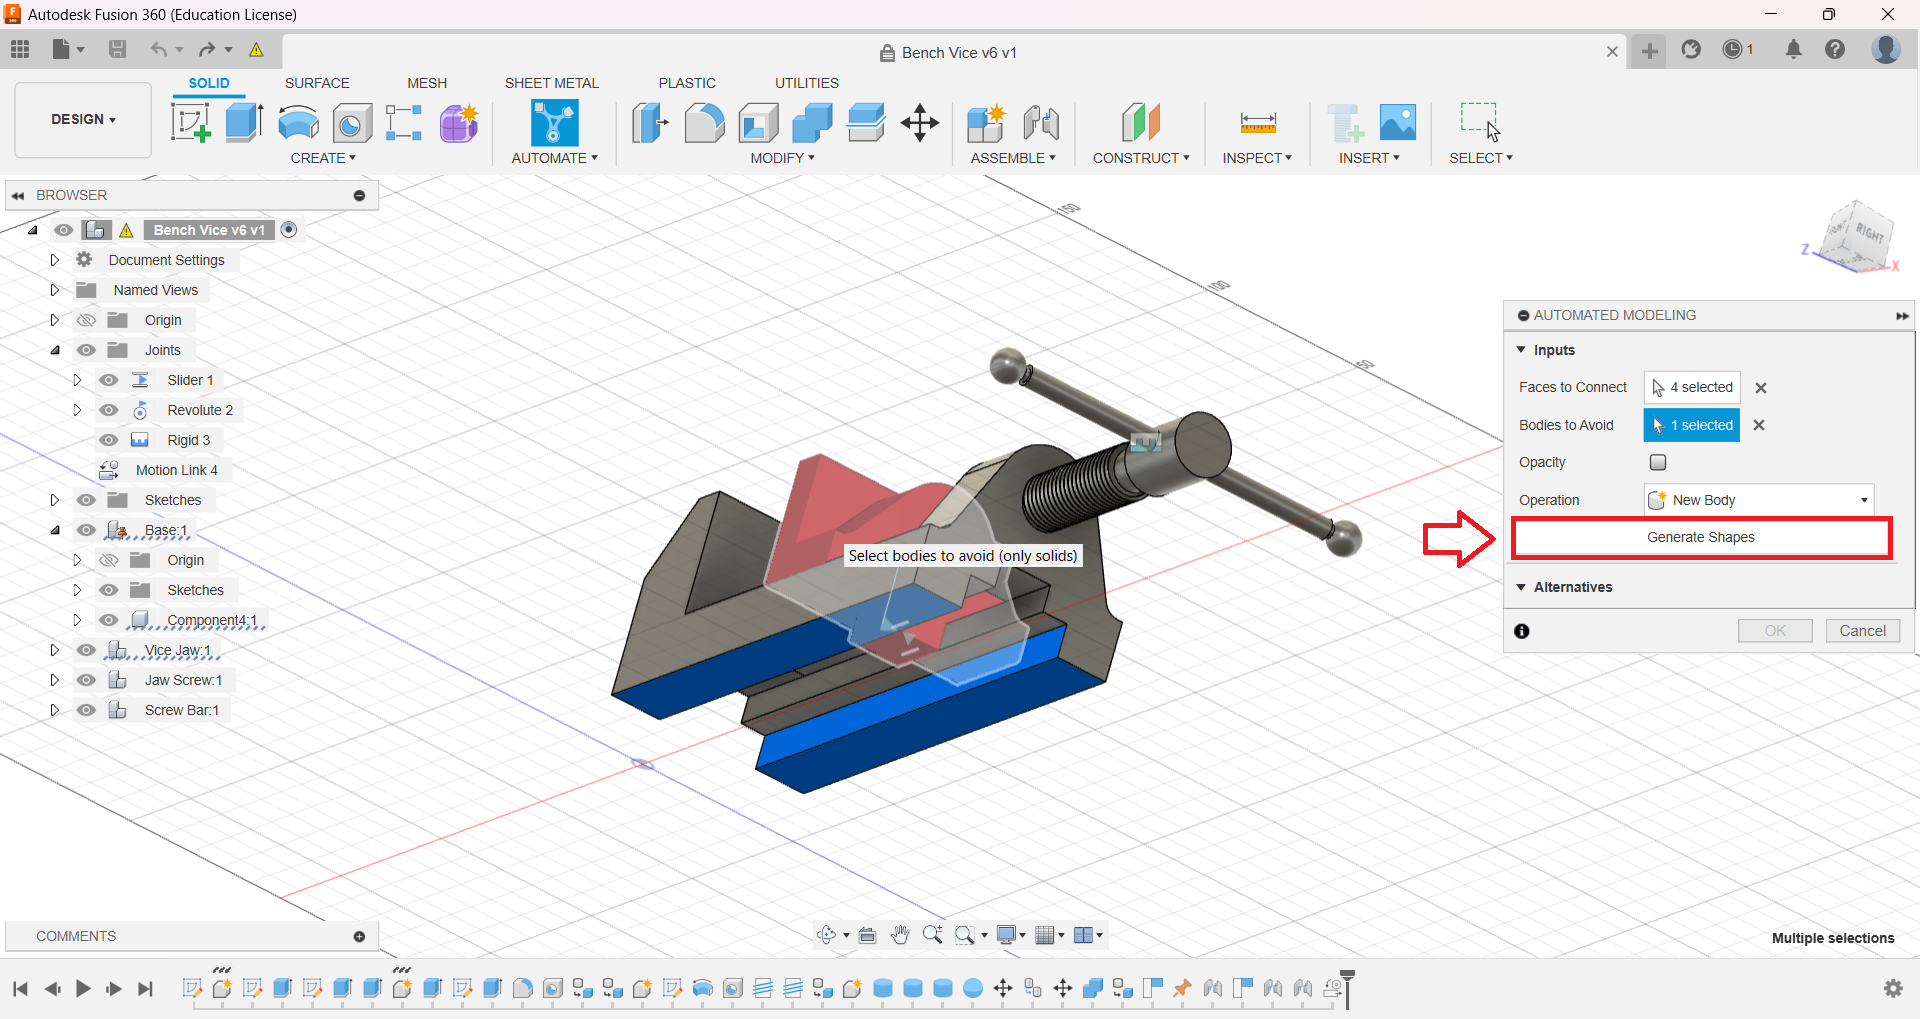 Autodesk Fusion 360 (Education License)
Bench Vice v6 v1
1
DESIGN
SOLID
SURFACE
MESH
SHEET METAL
PLASTIC
UTILITIES
CREATE
AUTOMATE
MODIFY
ASSEMBLE
CONSTRUCT
INSPECT
INSERT
SELECT
BROWSER
Bench Vice v6 v1
Document Settings
Named Views
Origin
Joints
Slider 1
Revolute 2
Rigid 3
Motion Link 4
Sketches
Base:1
Origin
Sketches
Component4:1
Vice Jaw:1
Jaw Screw:1
Screw Bar:1
150
100
50
RIGHT
Z
X
Select bodies to avoid (only solids)
AUTOMATED MODELING
Inputs
Faces to Connect
4 selected
Bodies to Avoid
1 selected
Opacity
Operation
New Body
Generate Shapes
Alternatives
OK
Cancel
COMMENTS
Multiple selections